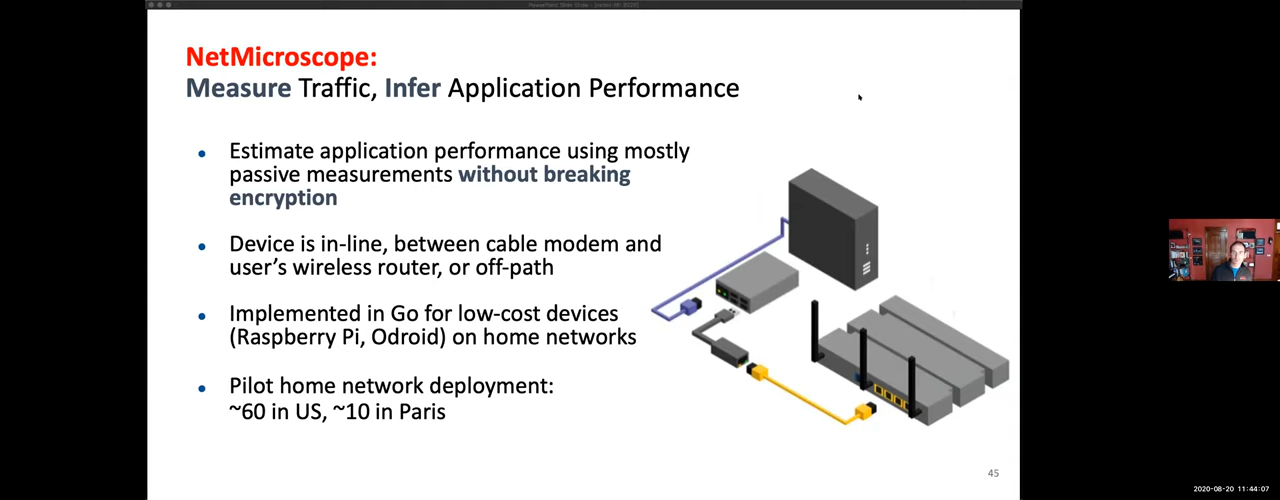 NetMicroscope:
Measure Traffic, Infer Application Performance
• Estimate application performance using mostly
passive measurements without breaking
encryption
• Device is in-line, between cable modem and
user's wireless router, or off-path
• Implemented in Go for low-cost devices
(Raspberry Pi, Odroid) on home networks
• Pilot home network deployment:
~60 in US, ~10 in Paris
45
2020-08-20 11:44:07